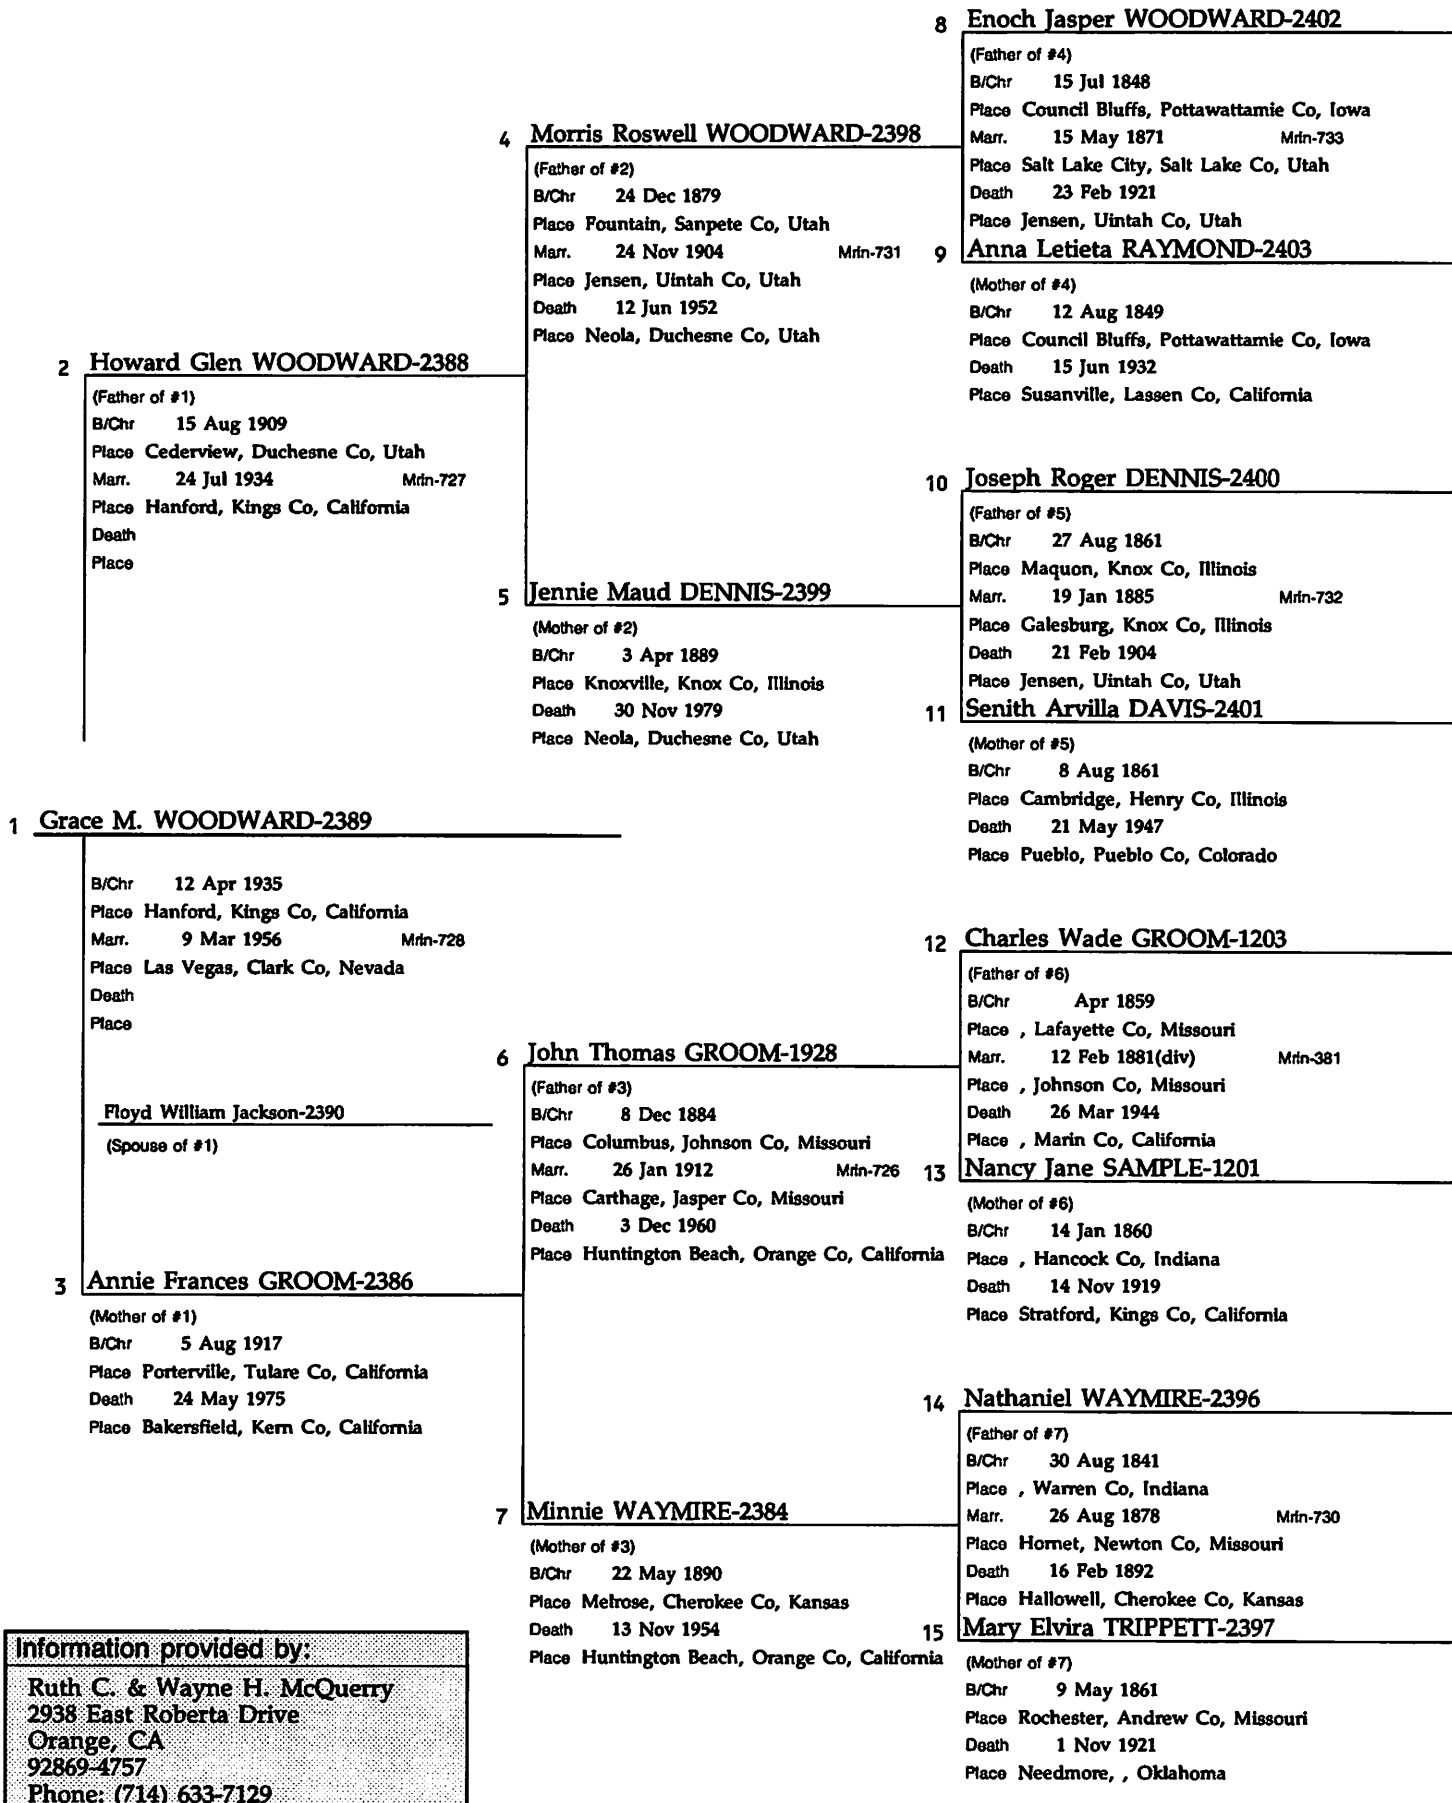 8 Enoch Jasper WOODWARD-2402
(Father of #4)
B/Chr 15 Jul 1848
Place Council Bluffs, Pottawattamie Co, Iowa
Marr. 15 May 1871 Mrin-733
Place Salt Lake City, Salt Lake Co, Utah
Death 23 Feb 1921
Place Jensen, Uintah Co, Utah
4 Morris Roswell WOODWARD-2398
(Father of #2)
B/Chr 24 Dec 1879
Place Fountain, Sanpete Co, Utah
Marr. 24 Nov 1904 Mrin-731
Place Jensen, Uintah Co, Utah
Death 12 Jun 1952
Place Neola, Duchesne Co, Utah
9 Anna Letieta RAYMOND-2403
(Mother of #4)
B/Chr 12 Aug 1849
Place Council Bluffs, Pottawattamie Co, Iowa
Death 15 Jun 1932
Place Susanville, Lassen Co, California
2 Howard Glen WOODWARD-2388
(Father of #1)
B/Chr 15 Aug 1909
Place Cederview, Duchesne Co, Utah
Marr. 24 Jul 1934 Mrin-727
Place Hanford, Kings Co, California
Death
Place
10 Joseph Roger DENNIS-2400
(Father of #5)
B/Chr 27 Aug 1861
Place Maquon, Knox Co, Illinois
Marr. 19 Jan 1885 Mrin-732
Place Galesburg, Knox Co, Illinois
Death 21 Feb 1904
Place Jensen, Uintah Co, Utah
5 Jennie Maud DENNIS-2399
(Mother of #2)
B/Chr 3 Apr 1889
Place Knoxville, Knox Co, Illinois
Death 30 Nov 1979
Place Neola, Duchesne Co, Utah
11 Senith Arvilla DAVIS-2401
(Mother of #5)
B/Chr 8 Aug 1861
Place Cambridge, Henry Co, Illinois
Death 21 May 1947
Place Pueblo, Pueblo Co, Colorado
1 Grace M. WOODWARD-2389
B/Chr 12 Apr 1935
Place Hanford, Kings Co, California
Marr. 9 Mar 1956 Mrin-728
Place Las Vegas, Clark Co, Nevada
Death
Place
Floyd William Jackson-2390
(Spouse of #1)
12 Charles Wade GROOM-1203
(Father of #6)
B/Chr Apr 1859
Place , Lafayette Co, Missouri
Marr. 12 Feb 1881(div) Mrin-381
Place , Johnson Co, Missouri
Death 26 Mar 1944
Place , Marin Co, California
6 John Thomas GROOM-1928
(Father of #3)
B/Chr 8 Dec 1884
Place Columbus, Johnson Co, Missouri
Marr. 26 Jan 1912 Mrin-726
Place Carthage, Jasper Co, Missouri
Death 3 Dec 1960
Place Huntington Beach, Orange Co, California
13 Nancy Jane SAMPLE-1201
(Mother of #6)
B/Chr 14 Jan 1860
Place , Hancock Co, Indiana
Death 14 Nov 1919
Place Stratford, Kings Co, California
3 Annie Frances GROOM-2386
(Mother of #1)
B/Chr 5 Aug 1917
Place Porterville, Tulare Co, California
Death 24 May 1975
Place Bakersfield, Kern Co, California
14 Nathaniel WAYMIRE-2396
(Father of #7)
B/Chr 30 Aug 1841
Place , Warren Co, Indiana
Marr. 26 Aug 1878 Mrin-730
Place Hornet, Newton Co, Missouri
Death 16 Feb 1892
Place Hallowell, Cherokee Co, Kansas
7 Minnie WAYMIRE-2384
(Mother of #3)
B/Chr 22 May 1890
Place Melrose, Cherokee Co, Kansas
Death 13 Nov 1954
Place Huntington Beach, Orange Co, California
15 Mary Elvira TRIPPETT-2397
(Mother of #7)
B/Chr 9 May 1861
Place Rochester, Andrew Co, Missouri
Death 1 Nov 1921
Place Needmore, , Oklahoma
Information provided by:
Ruth C. & Wayne H. McQuerry
2938 East Roberta Drive
Orange, CA
92869-4757
Phone: (714) 633-7129